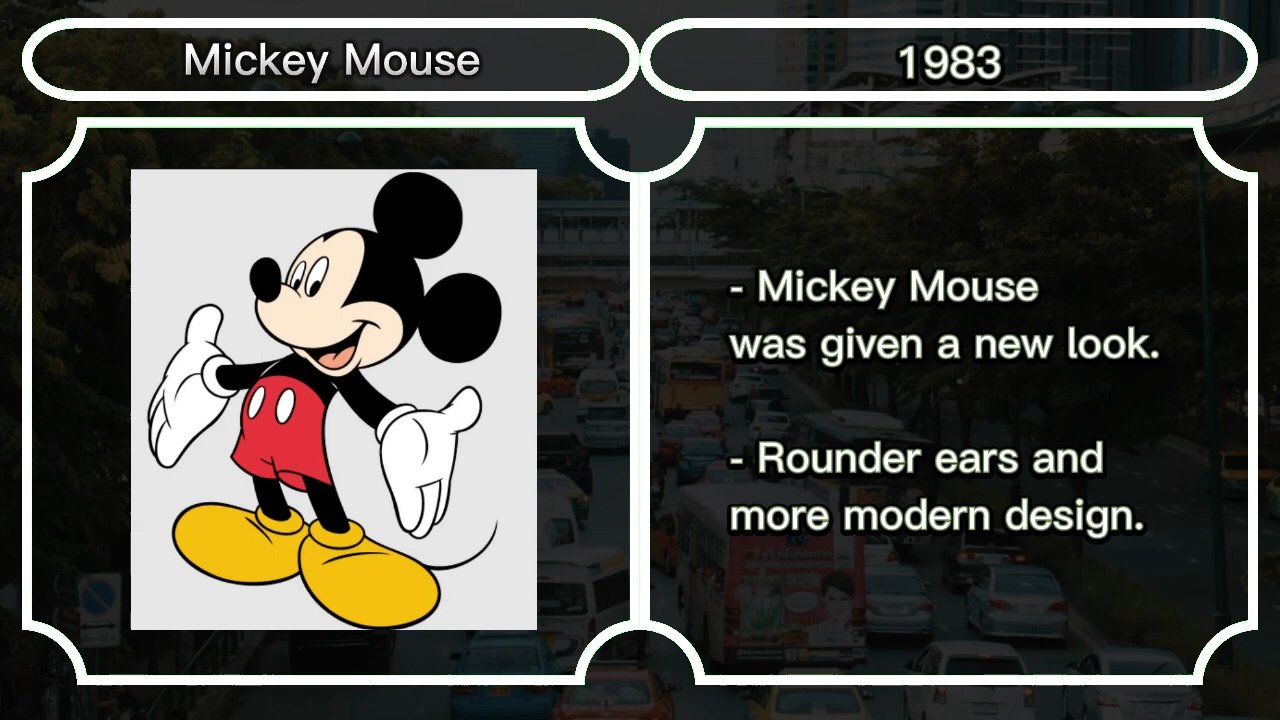 Mickey Mouse
1983
- Mickey Mouse
was given a new look.
- Rounder ears and
more modern design.